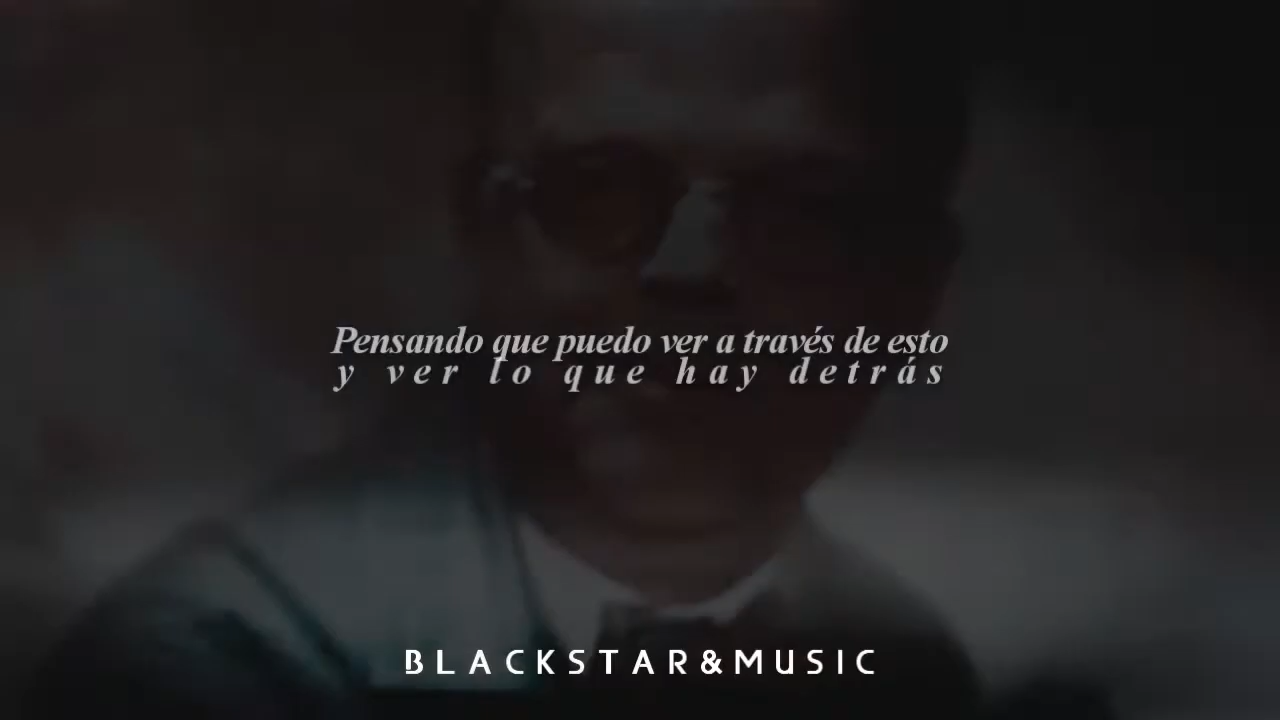 Pensando que puedo ver a través de esto
y ver lo que hay detrás
BLACKSTAR&MUSIC